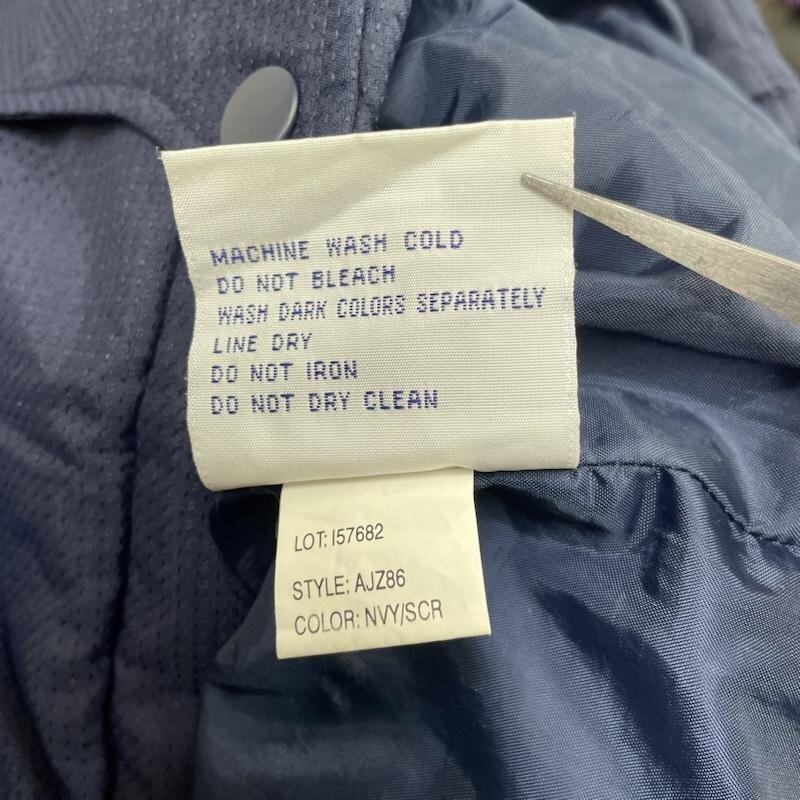 MACHINE WASH COLD
DO NOT BLEACH
WASH DARK COLORS SEPARATELY
LINE DRY
DO NOT IRON
DO NOT DRY CLEAN
LOT: I57682
STYLE: AJZ86
COLOR: NVY/SCR